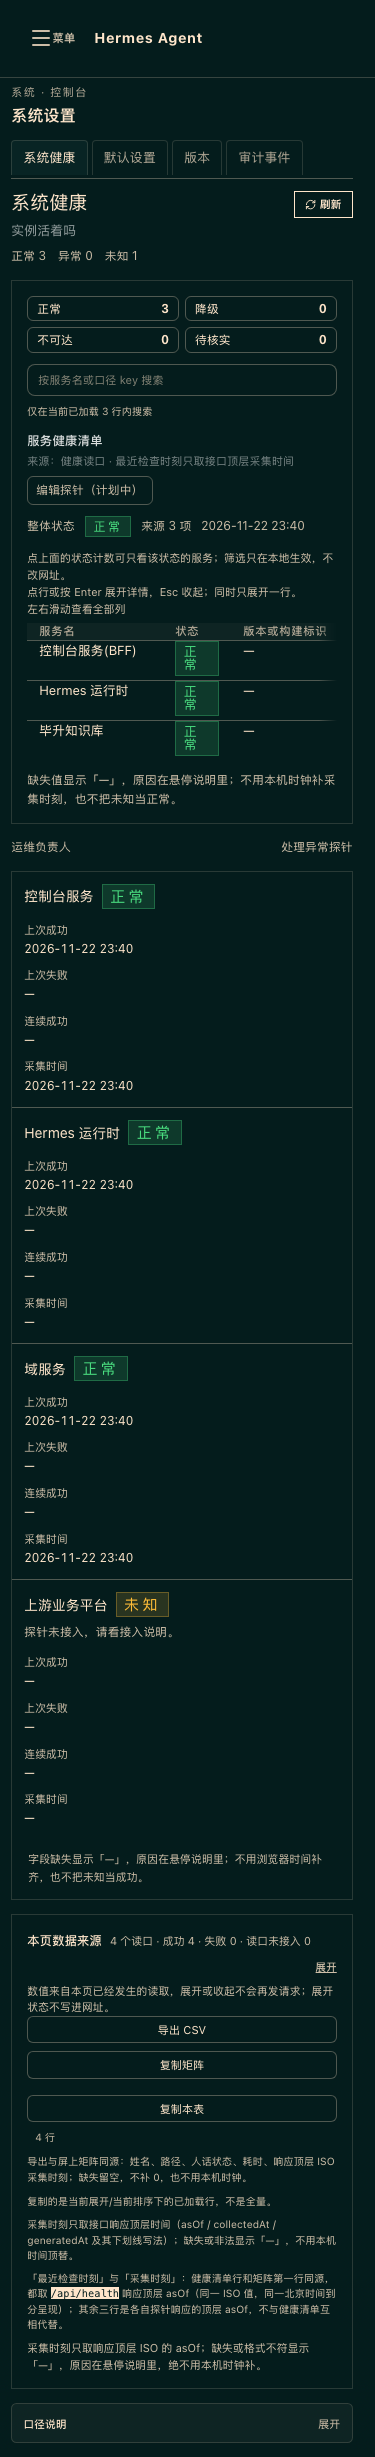 菜单 Hermes Agent
系统 · 控制台
系统设置
系统健康 默认设置 版本 审计事件
系统健康 刷新
实例活着吗
正常 3 异常 0 未知 1
正常 3 降级 0
不可达 0 待核实 0
按服务名或口径 key 搜索
仅在当前已加载 3 行内搜索
服务健康清单
来源：健康读口 · 最近检查时刻只取接口顶层采集时间
编辑探针（计划中）
整体状态 正常 来源 3 项 2026-11-22 23:40
点上面的状态计数可只看该状态的服务；筛选只在本地生效，不
改网址。
点行或按 Enter 展开详情，Esc 收起；同时只展开一行。
左右滑动查看全部列
服务名 状态 版本或构建标识
控制台服务(BFF) 正常 —
Hermes 运行时 正常 —
毕升知识库 正常 —
缺失值显示「—」，原因在悬停说明里；不用本机时钟补采
集时刻，也不把未知当正常。
运维负责人 处理异常探针
控制台服务 正常
上次成功
2026-11-22 23:40
上次失败
—
连续成功
—
采集时间
2026-11-22 23:40
Hermes 运行时 正常
上次成功
2026-11-22 23:40
上次失败
—
连续成功
—
采集时间
—
域服务 正常
上次成功
2026-11-22 23:40
上次失败
—
连续成功
—
采集时间
2026-11-22 23:40
上游业务平台 未知
探针未接入，请看接入说明。
上次成功
—
上次失败
—
连续成功
—
采集时间
—
字段缺失显示「—」，原因在悬停说明里；不用浏览器时间补
齐，也不把未知当成功。
本页数据来源 4 个读口 · 成功 4 · 失败 0 · 读口未接入 0
展开
数值来自本页已经发生的读取，展开或收起不会再发请求；展开
状态不写进网址。
导出 CSV
复制矩阵
复制本表
4 行
导出与屏上矩阵同源：姓名、路径、人话状态、耗时、响应顶层 ISO
采集时刻；缺失留空，不补 0，也不用本机时钟。
复制的是当前展开/当前排序下的已加载行，不是全量。
采集时刻只取接口响应顶层时间（asOf / collectedAt /
generatedAt 及其下划线写法）；缺失或非法显示「—」，不用本机
时间顶替。
「最近检查时刻」与「采集时刻」：健康清单行和矩阵第一行同源，
都取 /api/health 响应顶层 asOf（同一 ISO 值，同一北京时间到
分呈现）；其余三行是各自探针响应的顶层 asOf，不与健康清单互
相代替。
采集时刻只取响应顶层 ISO 的 asOf；缺失或格式不符显示
「—」，原因在悬停说明里，绝不用本机时钟补。
口径说明 展开